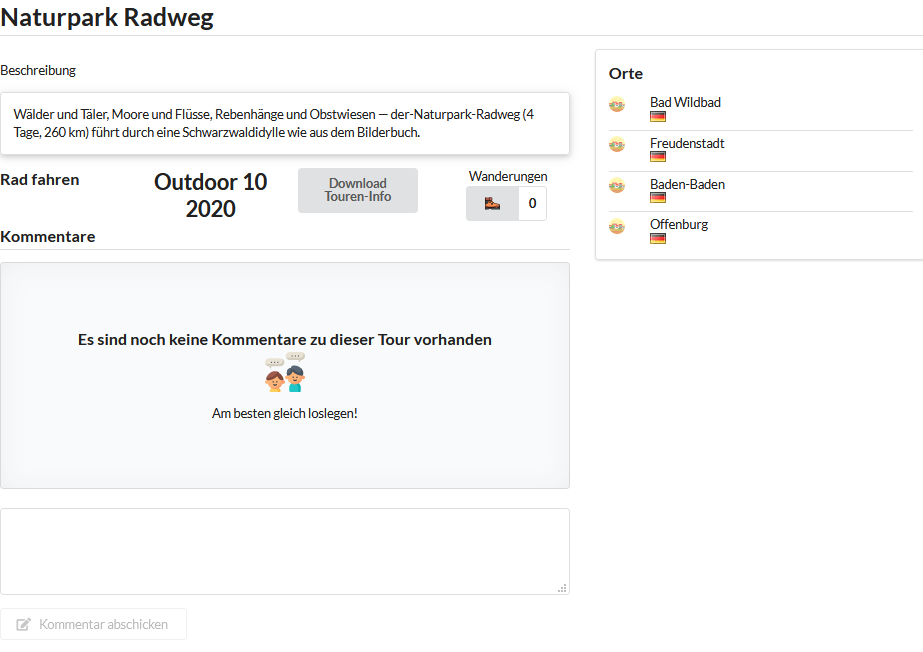 Naturpark Radweg
Beschreibung
Wälder und Täler, Moore und Flüsse, Rebenhänge und Obstwiesen — der-Naturpark-Radweg (4
Tage, 260 km) führt durch eine Schwarzwaldidylle wie aus dem Bilderbuch.
Rad fahren
Outdoor 10
2020
Download
Touren-Info
Wanderungen
0
Kommentare
Es sind noch keine Kommentare zu dieser Tour vorhanden
Am besten gleich loslegen!
Kommentar abschicken
Orte
Bad Wildbad
Freudenstadt
Baden-Baden
Offenburg